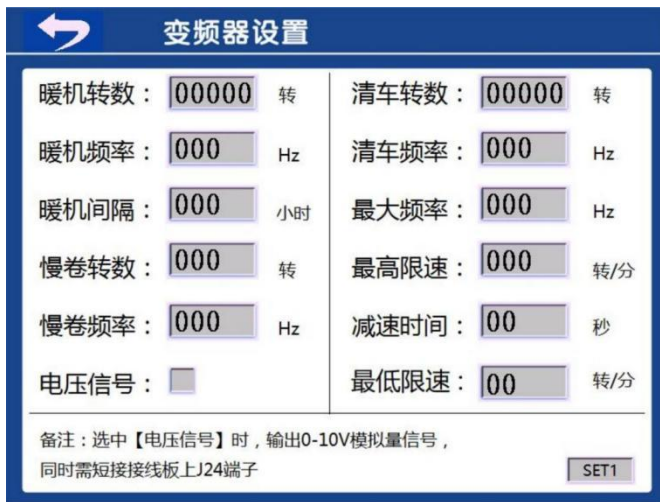 变频器设置
暖机转数：00000 转 清车转数：00000 转
暖机频率：000 Hz 清车频率：000 Hz
暖机间隔：000 小时 最大频率：000 Hz
慢卷转数：000 转 最高限速：000 转/分
慢卷频率：000 Hz 减速时间：00 秒
电压信号： 最低限速：00 转/分
备注：选中【电压信号】时，输出0-10V模拟量信号，
同时需短接接线板上J24端子 SET1